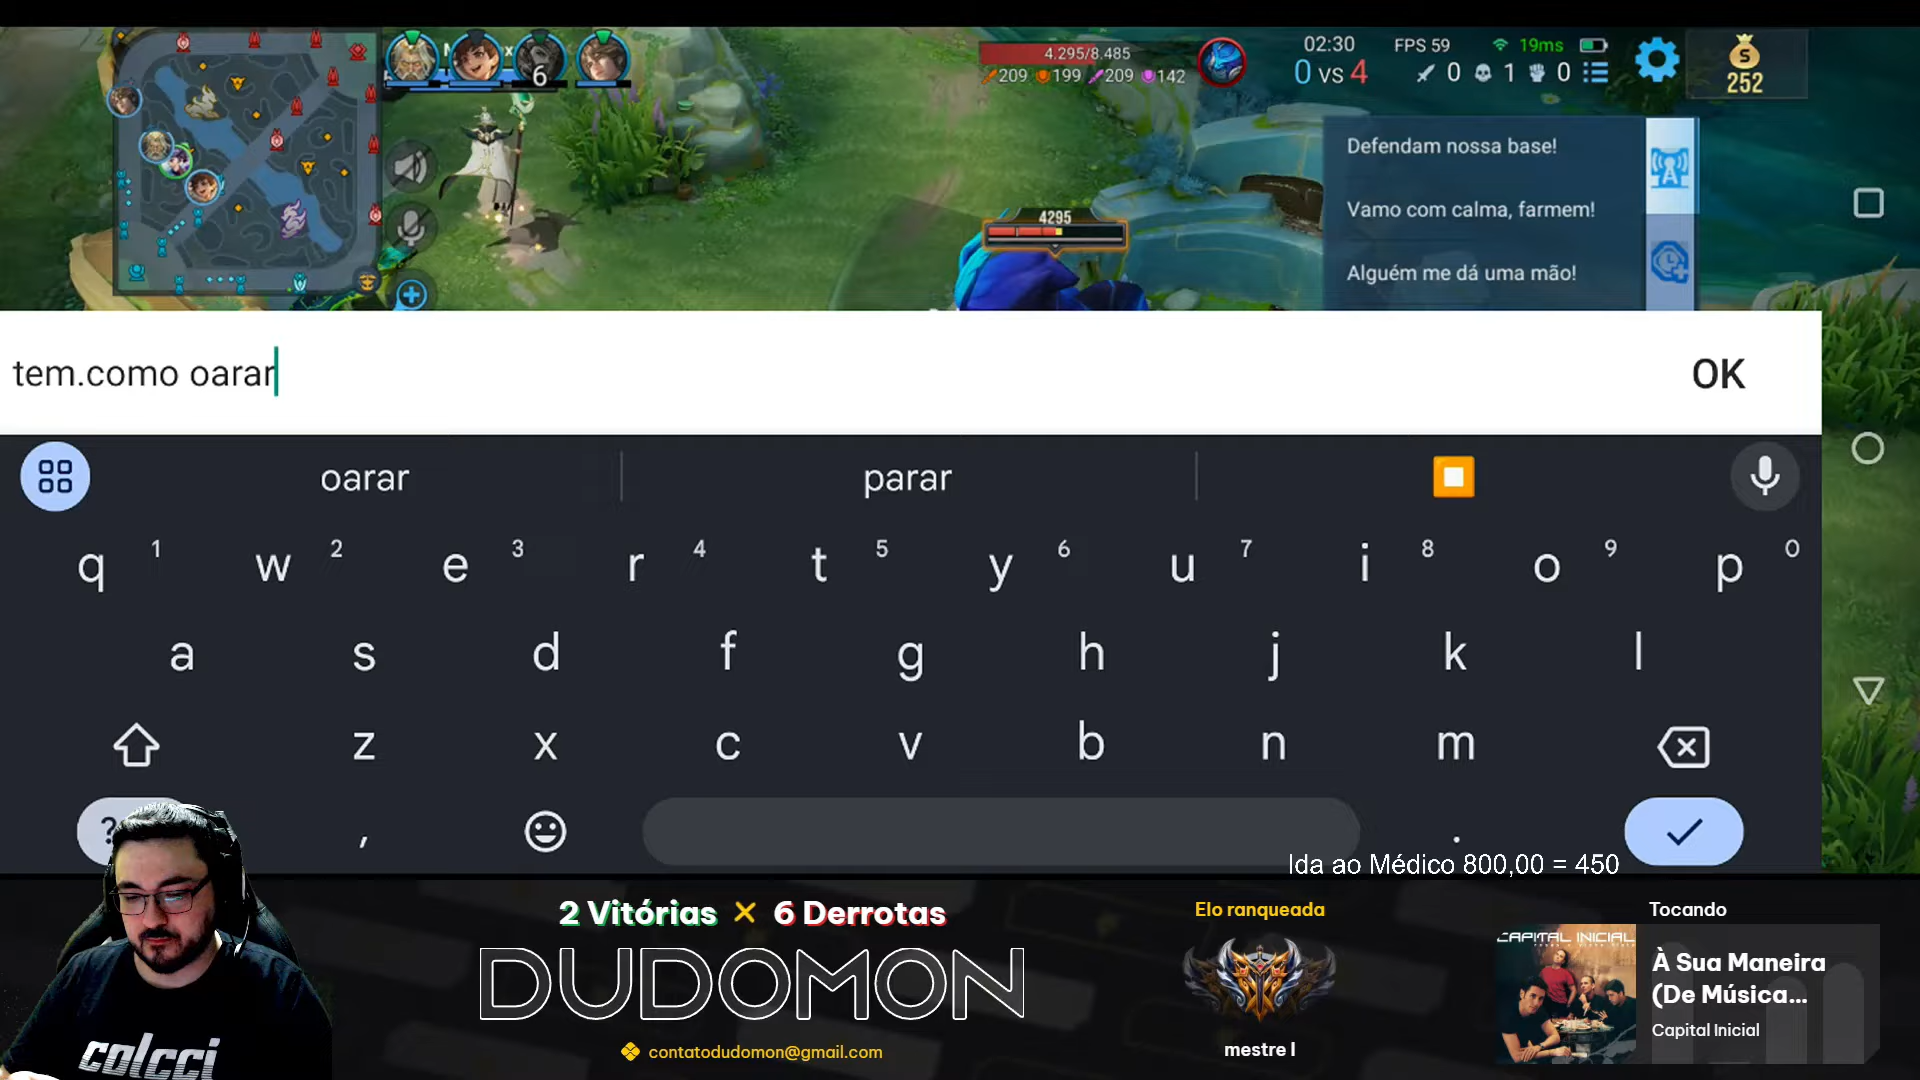 6
4.295/8.485
209 199 209 142
02:30
0 VS 4
FPS 59
19ms
0 1 0
252
Defendam nossa base!
Vamo com calma, farmem!
Alguém me dá uma mão!
4295
tem.como oarar
OK
oarar
parar
q 1 w 2 e 3 r 4 t 5 y 6 u 7 i 8 o 9 p 0
a s d f g h j k l
z x c v b n m
? , .
Ida ao Médico 800,00 = 450
2 Vitórias × 6 Derrotas
DUDOMON
contatodudomon@gmail.com
Elo ranqueada
mestre I
Tocando
CAPITAL INICIAL
À Sua Maneira
(De Música...
Capital Inicial
colcci